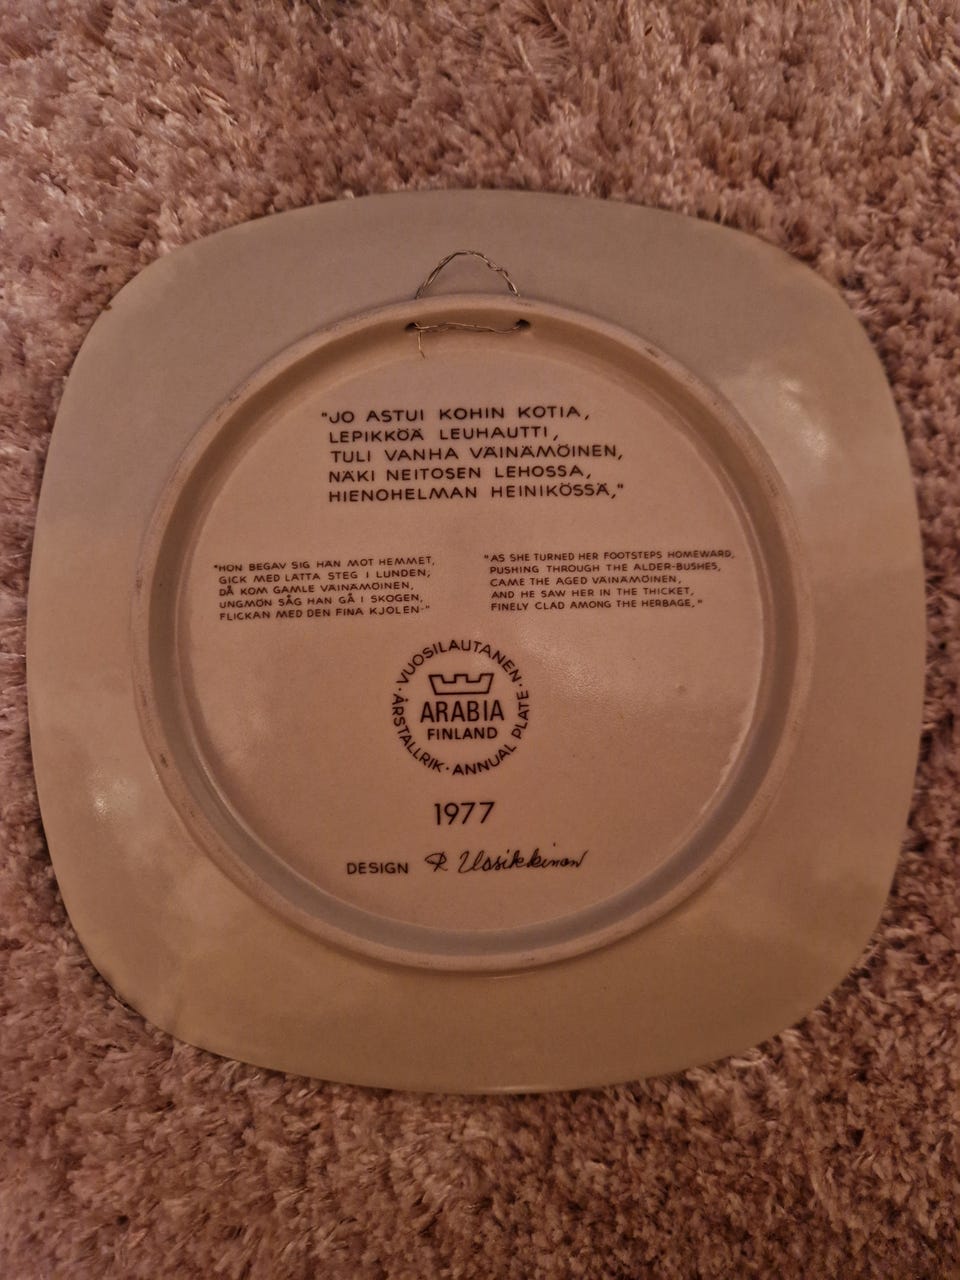 "JO ASTUI KOHIN KOTIA,
LEPIKKÖÄ LEUHAUTTI,
TULI VANHA VÄINÄMÖINEN,
NÄKI NEITOSEN LEHOSSA,
HIENOHELMAN HEINIKÖSSÄ,"
"HON BEGAV SIG HAN MOT HEMMET,
GICK MED LÄTTA STEG I LUNDEN;
DÅ KOM GAMLE VÄINÄMÖINEN,
UNGMÖN SÅG HAN GÅ I SKOGEN,
FLICKAN MED DEN FINA KJOLEN-"
"AS SHE TURNED HER FOOTSTEPS HOMEWARD,
PUSHING THROUGH THE ALDER-BUSHES,
CAME THE AGED VÄINÄMÖINEN,
AND HE SAW HER IN THE THICKET,
FINELY CLAD AMONG THE HERBAGE,"
· VUOSILAUTANEN · ÅRSTALLRIK · ANNUAL PLATE
ARABIA
FINLAND
1977
DESIGN R Uosikkinen